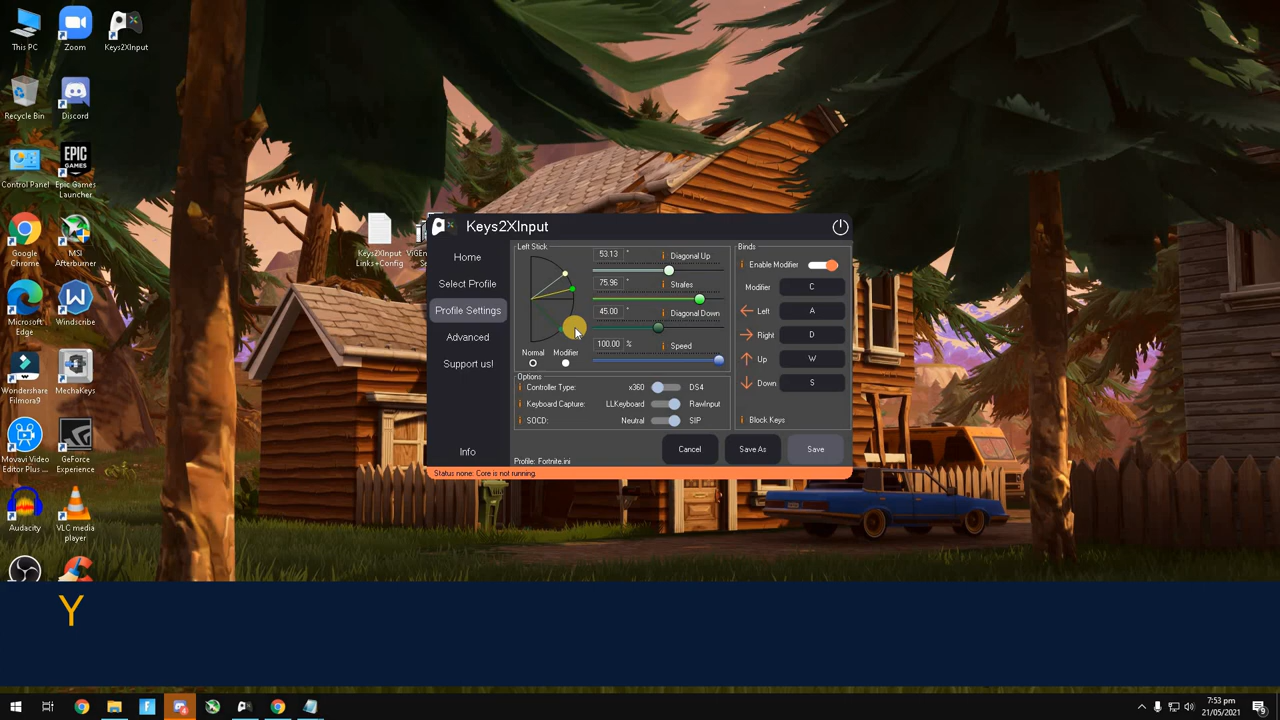 This PC
Zoom
Keys2XInput
Recycle Bin
Discord
Control Panel
EPIC
GAMES
Epic Games
Launcher
Google
Chrome
MSI
Afterburner
Keys2XInput
Links+Config
Microsoft
Edge
Windscribe
Wondershare
Filmora9
MechaKeys
Movavi Video
Editor Plus ...
GeForce
Experience
Audacity
VLC media
player
Keys2XInput
Home
Select Profile
Profile Settings
Advanced
Support us!
Info
Left Stick
53.13 ° i Diagonal Up
75.96 ° i Strafes
45.00 ° i Diagonal Down
100.00 % i Speed
Normal Modifier
Options
i Controller Type: x360 DS4
i Keyboard Capture: LLKeyboard RawInput
i SOCD: Neutral SIP
Binds
i Enable Modifier
Modifier C
Left A
Right D
Up W
Down S
i Block Keys
Cancel
Save As
Save
Profile: Fortnite.ini
Status none: Core is not running.
Y
7:53 pm
21/05/2021